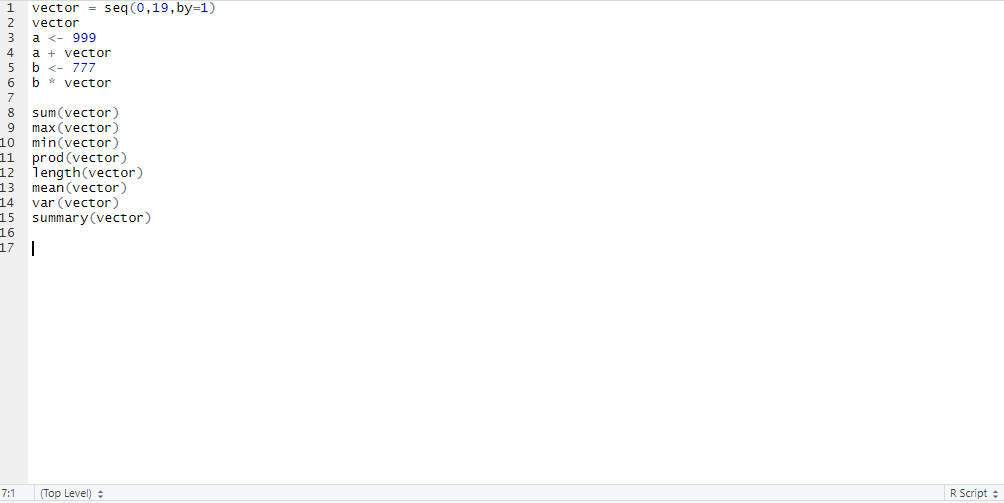 1 vector = seq(0,19,by=1)
2 vector
3 a <- 999
4 a + vector
5 b <- 777
6 b * vector
7
8 sum(vector)
9 max(vector)
10 min(vector)
11 prod(vector)
12 length(vector)
13 mean(vector)
14 var(vector)
15 summary(vector)
16
17
7:1 (Top Level) R Script